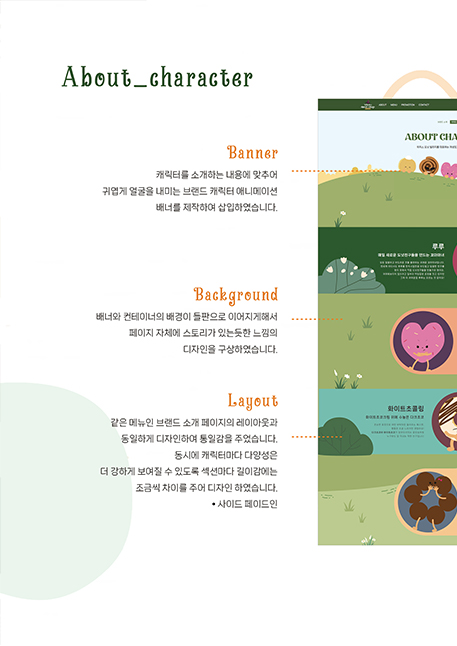 About_character
Banner
캐릭터를 소개하는 내용에 맞추어
귀엽게 얼굴을 내미는 브랜드 캐릭터 애니메이션
배너를 제작하여 삽입하였습니다.
ABOUT CHA
루루
Background
배너와 컨테이너의 배경이 들판으로 이어지게해서
페이지 자체에 스토리가 있는듯한 느낌의
디자인을 구상하였습니다.
Layout
같은 메뉴인 브랜드 소개 페이지의 레이아웃과
동일하게 디자인하여 통일감을 주었습니다.
동시에 캐릭터마다 다양성은
더 강하게 보여질 수 있도록 섹션마다 길이감에는
조금씩 차이를 주어 디자인 하였습니다.
• 사이드 페이드인
화이트초콜링